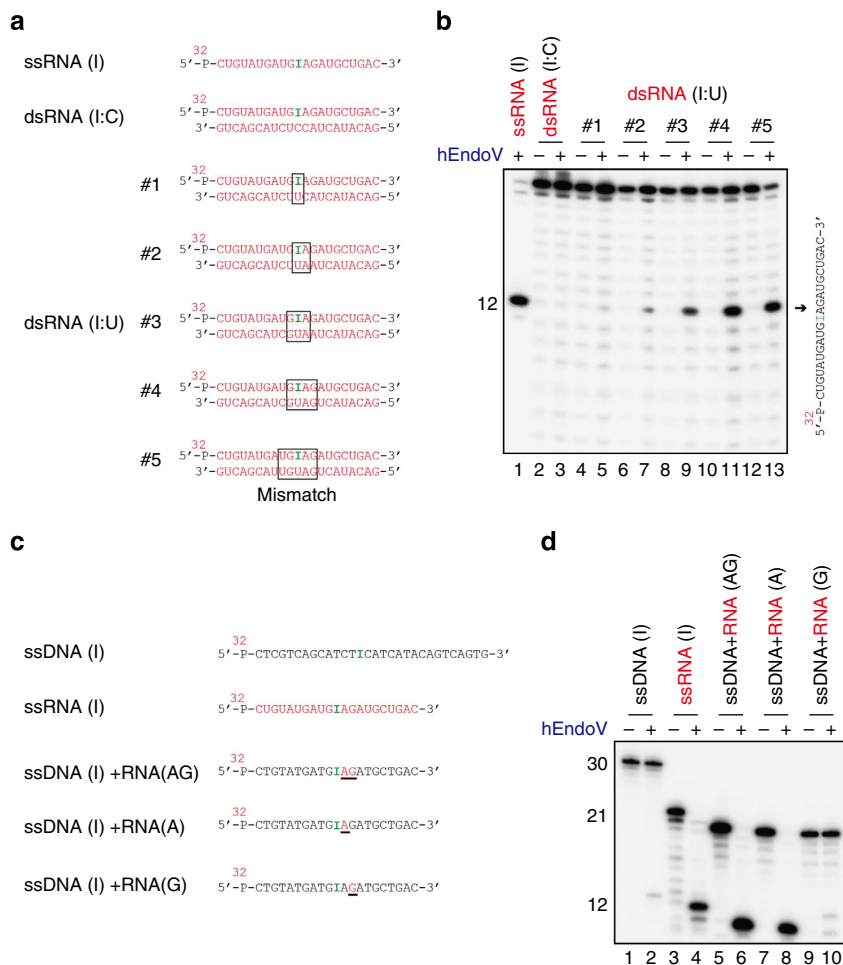 a
ssRNA (I)
32
5′-P-CUGUAUGAUGIAGAUGCUGAC-3′
dsRNA (I:C)
32
5′-P-CUGUAUGAUGIAGAUGCUGAC-3′
3′-GUCAGCAUCUCCAUCAUACAG-5′
#1
32
5′-P-CUGUAUGAUGIAGAUGCUGAC-3′
3′-GUCAGCAUCUUCAUCAUACAG-5′
#2
32
5′-P-CUGUAUGAUGIAGAUGCUGAC-3′
3′-GUCAGCAUCUUAAUCAUACAG-5′
dsRNA (I:U) #3
32
5′-P-CUGUAUGAUGIAGAUGCUGAC-3′
3′-GUCAGCAUCGUAAUCAUACAG-5′
#4
32
5′-P-CUGUAUGAUGIAGAUGCUGAC-3′
3′-GUCAGCAUCGUAGUCAUACAG-5′
#5
32
5′-P-CUGUAUGAUGIAGAUGCUGAC-3′
3′-GUCAGCAUUGUAGUCAUACAG-5′
Mismatch
b
ssRNA (I)
dsRNA (I:C)
dsRNA (I:U)
#1 #2 #3 #4 #5
hEndoV + − + − + − + − + − + − +
12
32
5′-P-CUGUAUGAUGIAGAUGCUGAC-3′
1 2 3 4 5 6 7 8 9 10 11 12 13
c
ssDNA (I)
32
5′-P-CTCGTCAGCATCTICATCATACAGTCAGTG-3′
ssRNA (I)
32
5′-P-CUGUAUGAUGIAGAUGCUGAC-3′
ssDNA (I) +RNA(AG)
32
5′-P-CTGTATGATGIAGATGCTGAC-3′
ssDNA (I) +RNA(A)
32
5′-P-CTGTATGATGIAGATGCTGAC-3′
ssDNA (I) +RNA(G)
32
5′-P-CTGTATGATGIAGATGCTGAC-3′
d
ssDNA (I)
ssRNA (I)
ssDNA+RNA (AG)
ssDNA+RNA (A)
ssDNA+RNA (G)
hEndoV − + − + − + − + − +
30
21
12
1 2 3 4 5 6 7 8 9 10